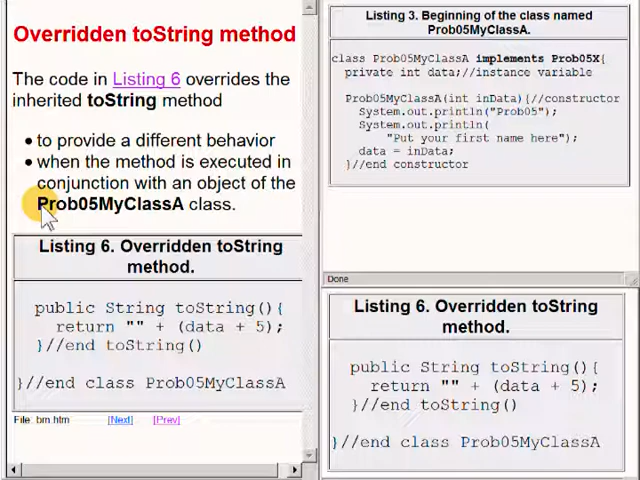 Overridden toString method
The code in Listing 6 overrides the
inherited toString method
• to provide a different behavior
• when the method is executed in
conjunction with an object of the
Prob05MyClassA class.
Listing 6. Overridden toString
method.
public String toString(){
return "" + (data + 5);
}//end toString()
}//end class Prob05MyClassA
File: bm.htm [Next] [Prev]
Listing 3. Beginning of the class named
Prob05MyClassA.
class Prob05MyClassA implements Prob05X{
private int data;//instance variable
Prob05MyClassA(int inData){//constructor
System.out.println("Prob05");
System.out.println(
"Put your first name here");
data = inData;
}//end constructor
Done
Listing 6. Overridden toString
method.
public String toString(){
return "" + (data + 5);
}//end toString()
}//end class Prob05MyClassA